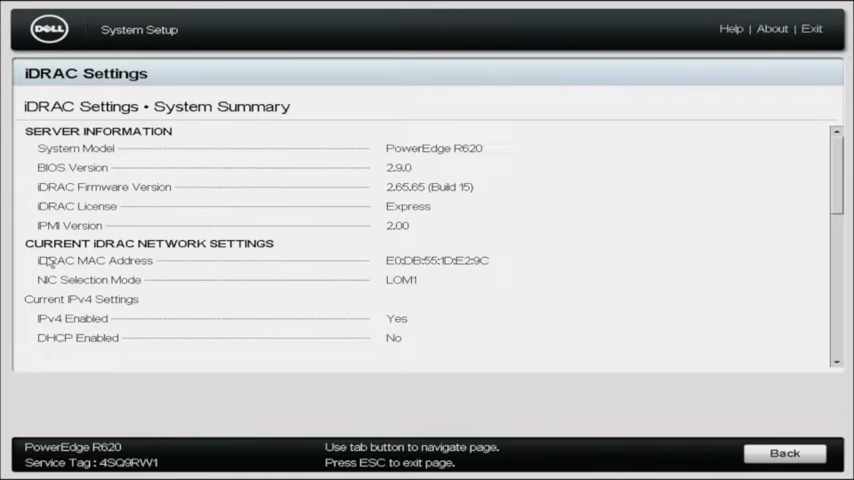 DELL
System Setup
Help | About | Exit
iDRAC Settings
iDRAC Settings • System Summary
SERVER INFORMATION
System Model PowerEdge R620
BIOS Version 2.9.0
iDRAC Firmware Version 2.65.65 (Build 15)
iDRAC License Express
IPMI Version 2.00
CURRENT iDRAC NETWORK SETTINGS
iDRAC MAC Address E0:DB:55:1D:E2:9C
NIC Selection Mode LOM1
Current IPv4 Settings
IPv4 Enabled Yes
DHCP Enabled No
PowerEdge R620
Service Tag : 4SQ9RW1
Use tab button to navigate page.
Press ESC to exit page.
Back